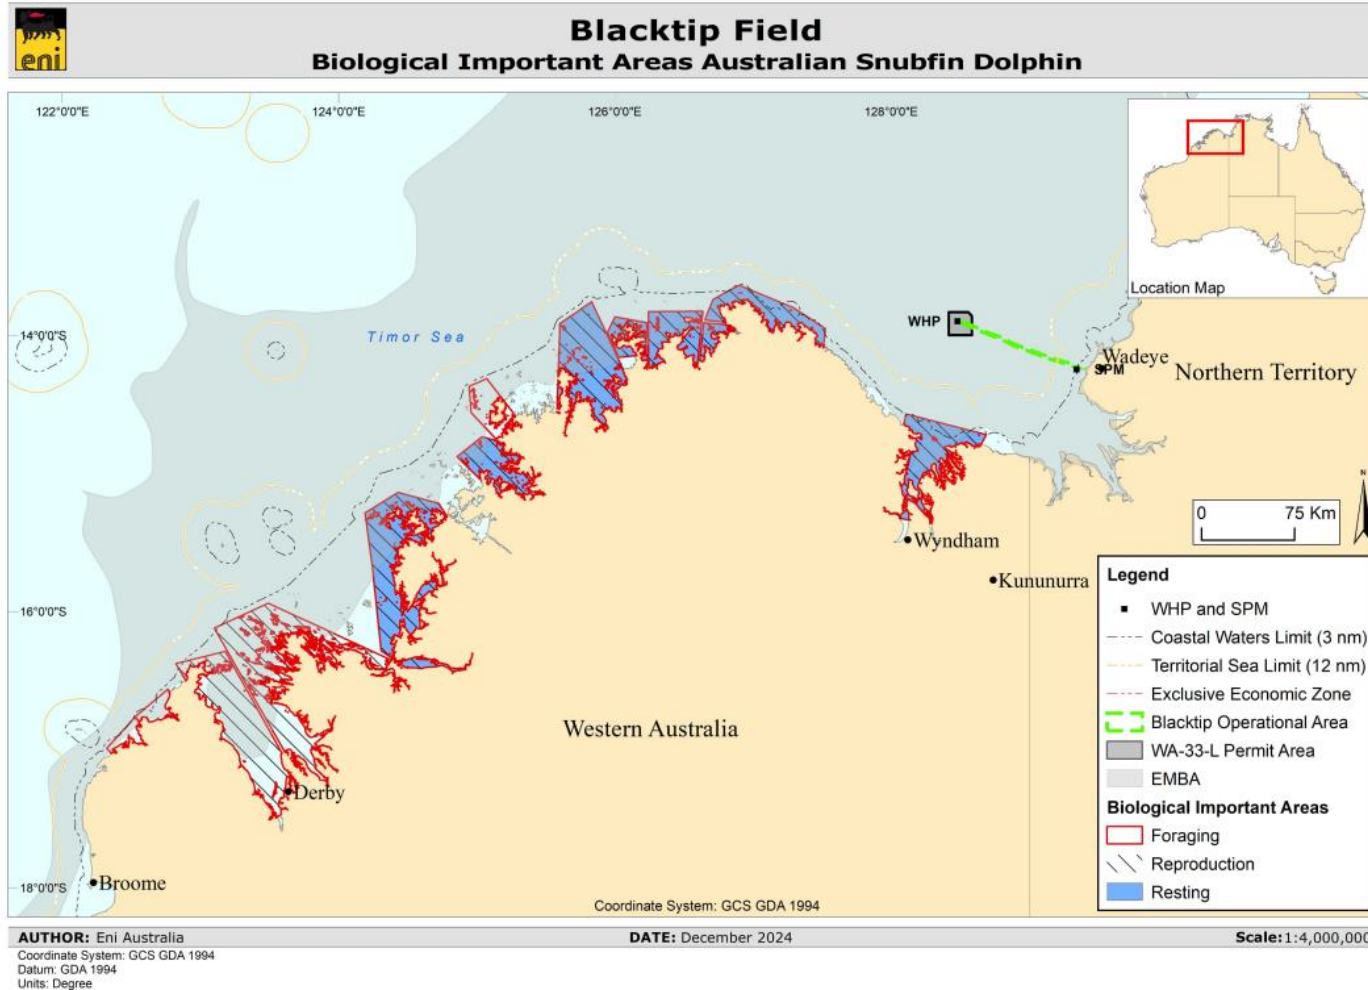 eni
Blacktip Field
Biological Important Areas Australian Snubfin Dolphin
122°0'0"E
124°0'0"E
126°0'0"E
128°0'0"E
Location Map
14°0'0"S
Timor Sea
WHP
SPM
Wadeye
Northern Territory
N
0 75 Km
Wyndham
Kununurra
16°0'0"S
Western Australia
Derby
Broome
18°0'0"S
Coordinate System: GCS GDA 1994
Legend
WHP and SPM
Coastal Waters Limit (3 nm)
Territorial Sea Limit (12 nm)
Exclusive Economic Zone
Blacktip Operational Area
WA-33-L Permit Area
EMBA
Biological Important Areas
Foraging
Reproduction
Resting
AUTHOR: Eni Australia
DATE: December 2024
Scale:1:4,000,000
Coordinate System: GCS GDA 1994
Datum: GDA 1994
Units: Degree